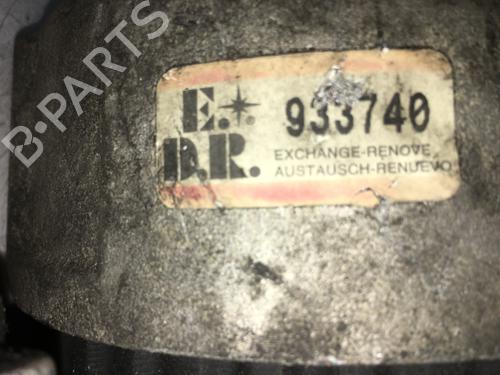 B-PARTS
E.
D.R.
933740
EXCHANGE-RENOVE
AUSTAUSCH-RENUEVO